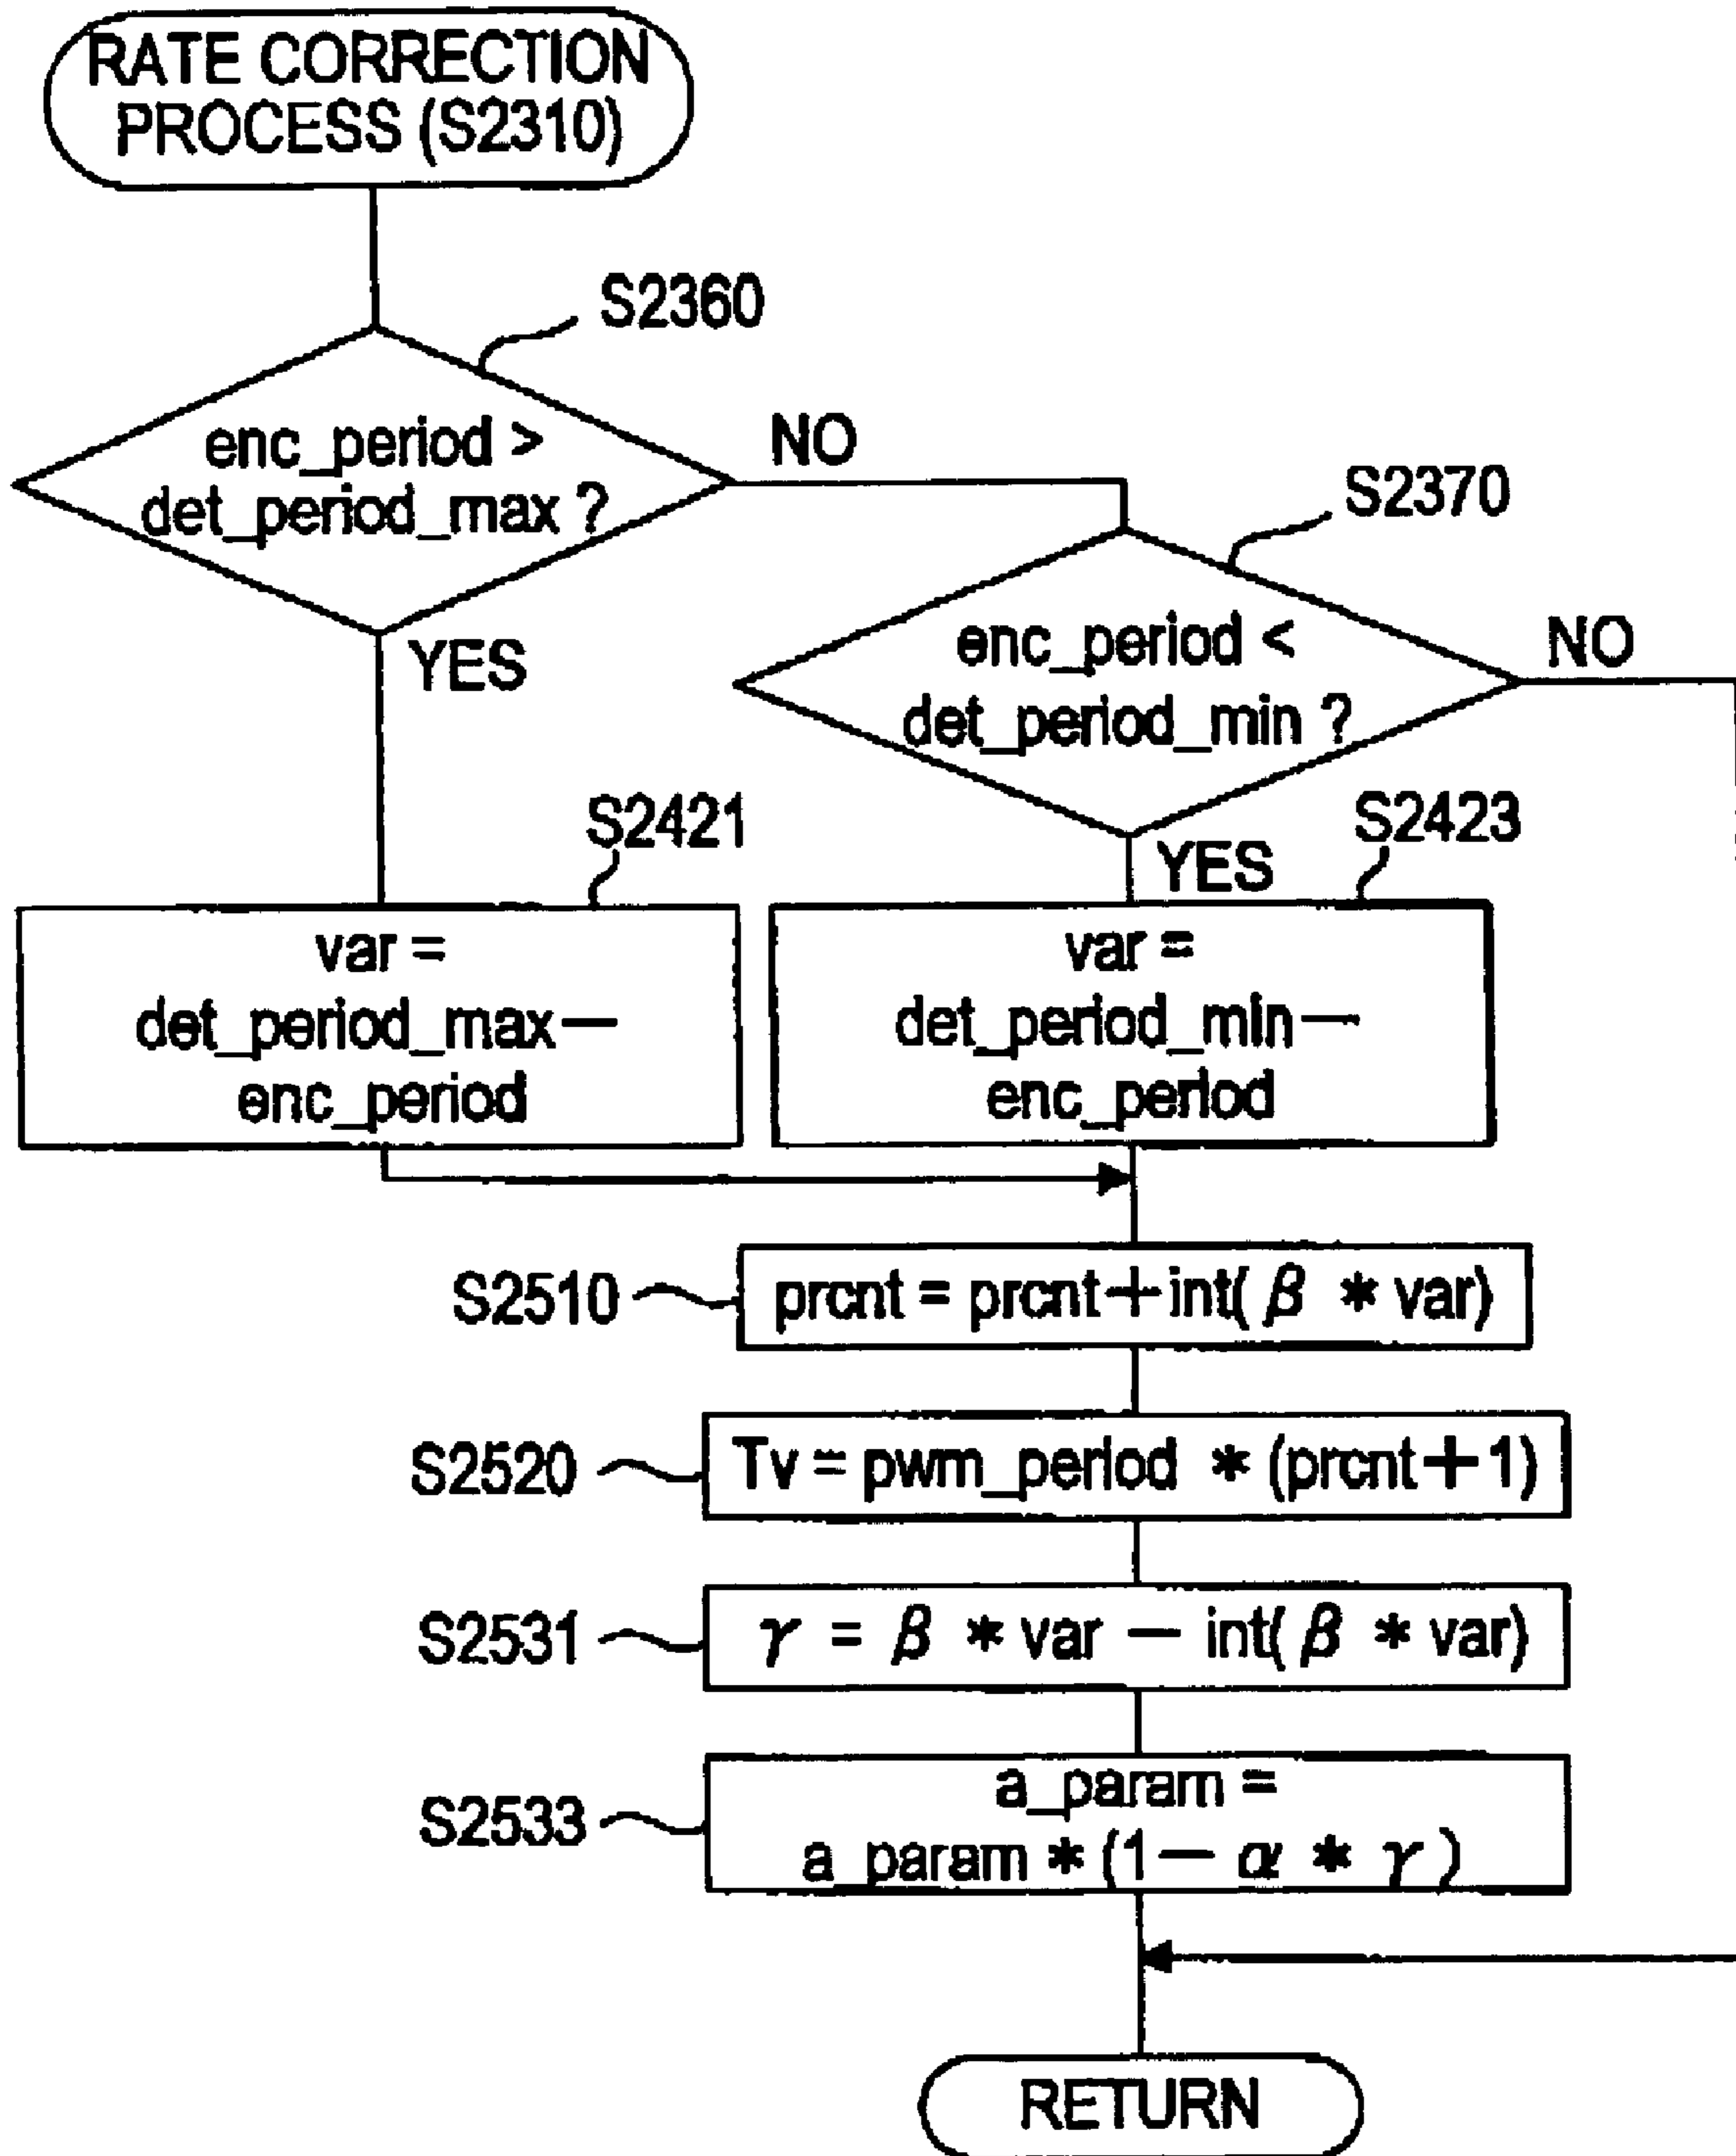 RATE CORRECTION
PROCESS (S2310)
S2360
enc_period >
det_period_max ?
NO
YES
S2370
enc_period <
det_period_min ?
NO
YES
S2421
var =
det_period_max—
enc_period
S2423
var =
det_period_min—
enc_period
S2510
prcnt = prcnt+int( β * var)
S2520
Tv = pwm_period * (prcnt+1)
S2531
γ = β * var — int( β * var)
S2533
a_param =
a_param * (1— α * γ )
RETURN